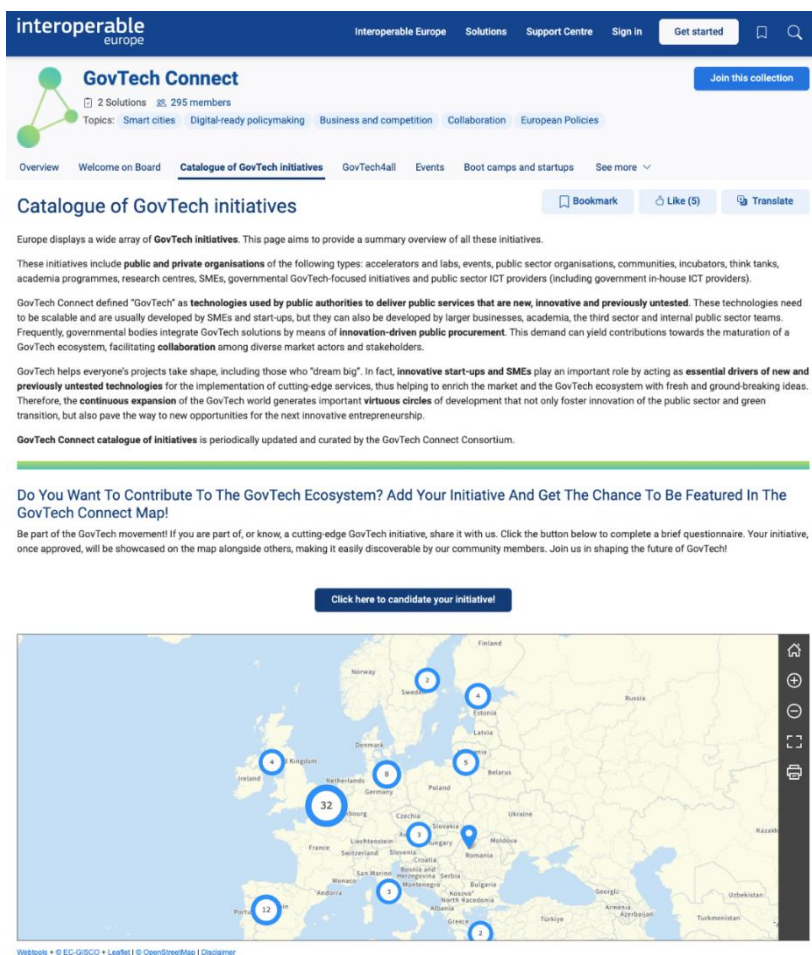 interoperable
europe
Interoperable Europe Solutions Support Centre Sign in Get started
GovTech Connect
Join this collection
2 Solutions 295 members
Topics: Smart cities Digital-ready policymaking Business and competition Collaboration European Policies
Overview Welcome on Board Catalogue of GovTech initiatives GovTech4all Events Boot camps and startups See more
Catalogue of GovTech initiatives
Bookmark Like (5) Translate
Europe displays a wide array of GovTech initiatives. This page aims to provide a summary overview of all these initiatives.
These initiatives include public and private organisations of the following types: accelerators and labs, events, public sector organisations, communities, incubators, think tanks,
academia programmes, research centres, SMEs, governmental GovTech-focused initiatives and public sector ICT providers (including government in-house ICT providers).
GovTech Connect defined "GovTech" as technologies used by public authorities to deliver public services that are new, innovative and previously untested. These technologies need
to be scalable and are usually developed by SMEs and start-ups, but they can also be developed by larger businesses, academia, the third sector and internal public sector teams.
Frequently, governmental bodies integrate GovTech solutions by means of innovation-driven public procurement. This demand can yield contributions towards the maturation of a
GovTech ecosystem, facilitating collaboration among diverse market actors and stakeholders.
GovTech helps everyone's projects take shape, including those who "dream big". In fact, innovative start-ups and SMEs play an important role by acting as essential drivers of new and
previously untested technologies for the implementation of cutting-edge services, thus helping to enrich the market and the GovTech ecosystem with fresh and ground-breaking ideas.
Therefore, the continuous expansion of the GovTech world generates important virtuous circles of development that not only foster innovation of the public sector and green
transition, but also pave the way to new opportunities for the next innovative entrepreneurship.
GovTech Connect catalogue of initiatives is periodically updated and curated by the GovTech Connect Consortium.
Do You Want To Contribute To The GovTech Ecosystem? Add Your Initiative And Get The Chance To Be Featured In The
GovTech Connect Map!
Be part of the GovTech movement! If you are part of, or know, a cutting-edge GovTech initiative, share it with us. Click the button below to complete a brief questionnaire. Your initiative,
once approved, will be showcased on the map alongside others, making it easily discoverable by our community members. Join us in shaping the future of GovTech!
Click here to candidate your initiative!
Finland
Norway
2
Sweden
4
Russia
Estonia
Latvia
Denmark
4
Kingdom
5
8
Belarus
Ireland
Netherlands
Germany
Poland
32
Czechia
Ukraine
Slovakia
3
Moldova
Liechtenstein
France
Switzerland Slovenia
Romania
Croatia
San Marino Bosnia and
Herzegovina Serbia
Monaco
Montenegro
Andorra
3
Kosovo*
Bulgaria
North Macedonia
Georgia
Uzbekistan
12
Albania
Armenia
Azerbaijan
Greece
Türkiye
Turkmenistan
2
Webtools • © EC-GISCO • Leaflet | © OpenStreetMap | Disclaimer